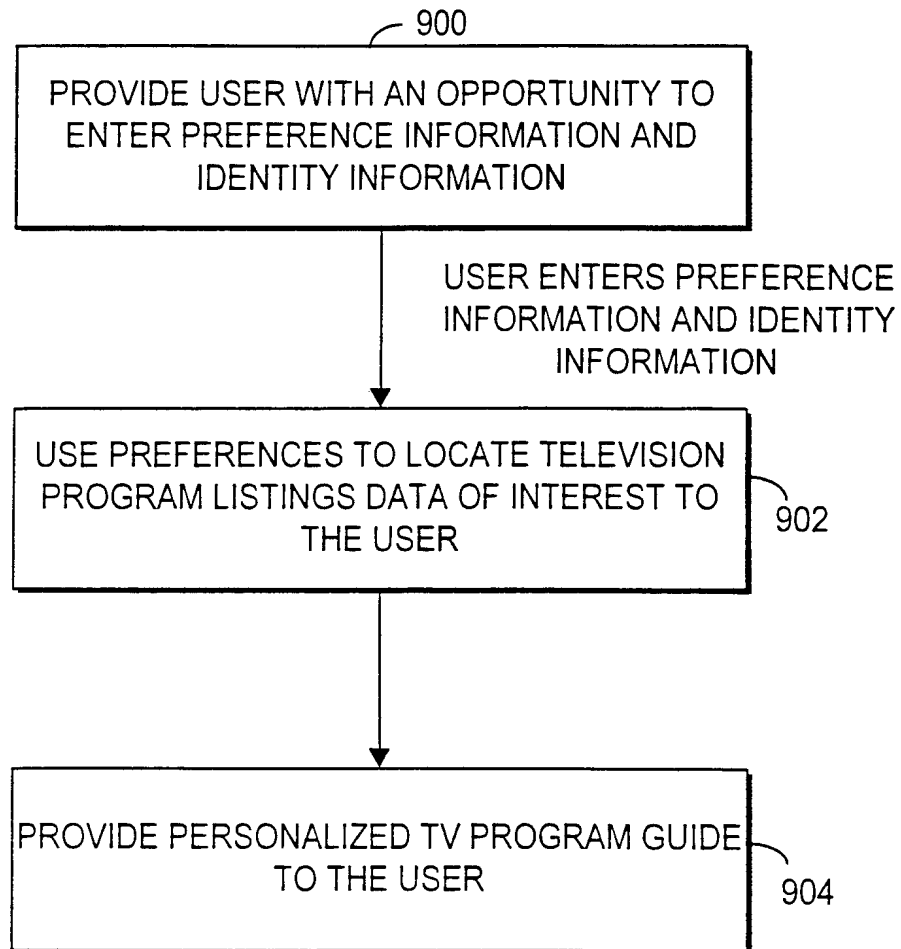 900
PROVIDE USER WITH AN OPPORTUNITY TO
ENTER PREFERENCE INFORMATION AND
IDENTITY INFORMATION
USER ENTERS PREFERENCE
INFORMATION AND IDENTITY
INFORMATION
USE PREFERENCES TO LOCATE TELEVISION
PROGRAM LISTINGS DATA OF INTEREST TO
THE USER
902
PROVIDE PERSONALIZED TV PROGRAM GUIDE
TO THE USER
904